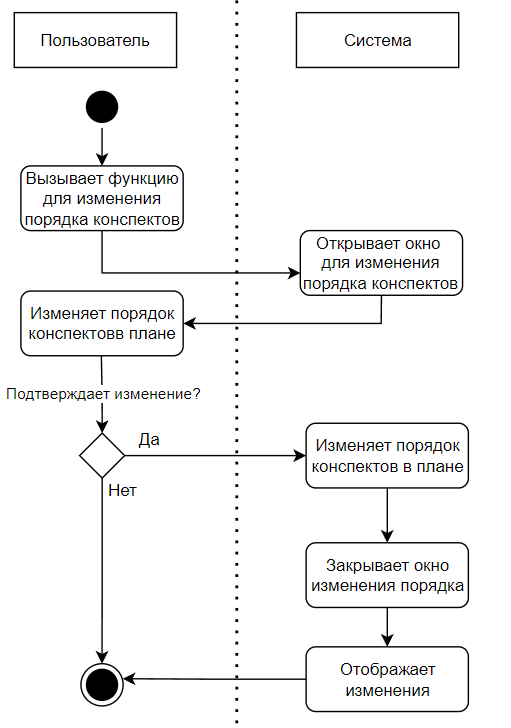 Пользователь
Система
Вызывает функцию
для изменения
порядка конспектов
Открывает окно
для изменения
порядка конспектов
Изменяет порядок
конспектовв плане
Подтверждает изменение?
Да
Изменяет порядок
конспектов в плане
Нет
Закрывает окно
изменения порядка
Отображает
изменения